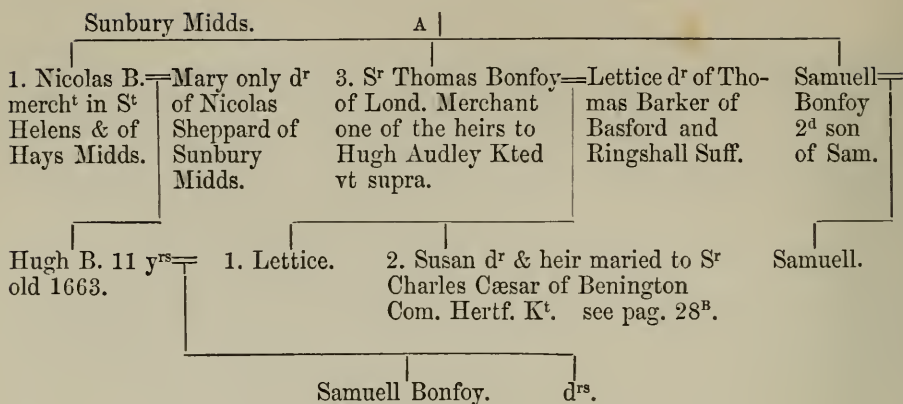 Sunbury Midds. A
1. Nicolas B.
mercht in St
Helens & of
Hays Midds.
Mary only dr
of Nicolas
Sheppard of
Sunbury
Midds.
3. Sr Thomas Bonfoy
of Lond. Merchant
one of the heirs to
Hugh Audley Kted
vt supra.
Lettice dr of Tho-
mas Barker of
Basford and
Ringshall Suff.
Samuell
Bonfoy
2d son
of Sam.
Hugh B. 11 yrs
old 1663.
1. Lettice.
2. Susan dr & heir maried to Sr
Charles Cæsar of Benington
Com. Hertf. Kt. see pag. 28B.
Samuell.
Samuell Bonfoy.
drs.